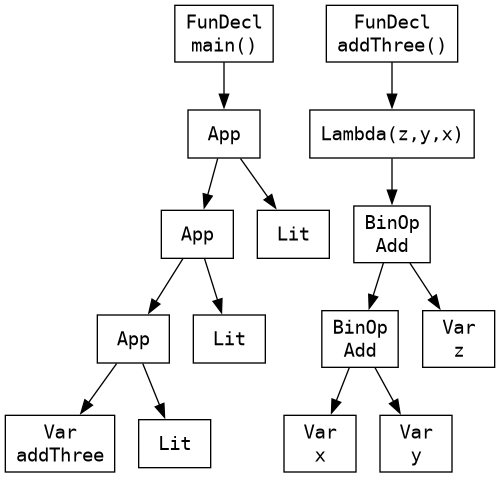 FunDecl
main()
FunDecl
addThree()
App
Lambda(z,y,x)
App
Lit
BinOp
Add
App
Lit
BinOp
Add
Var
z
Var
addThree
Lit
Var
x
Var
y